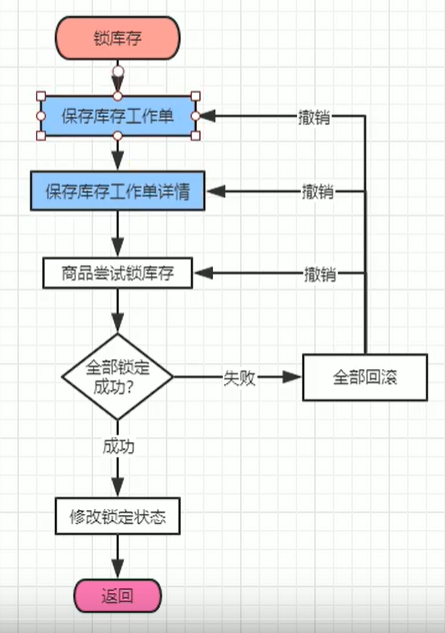 锁库存
保存库存工作单
撤销
保存库存工作单详情
撤销
商品尝试锁库存
撤销
全部锁定
成功？
失败
全部回滚
成功
修改锁定状态
返回